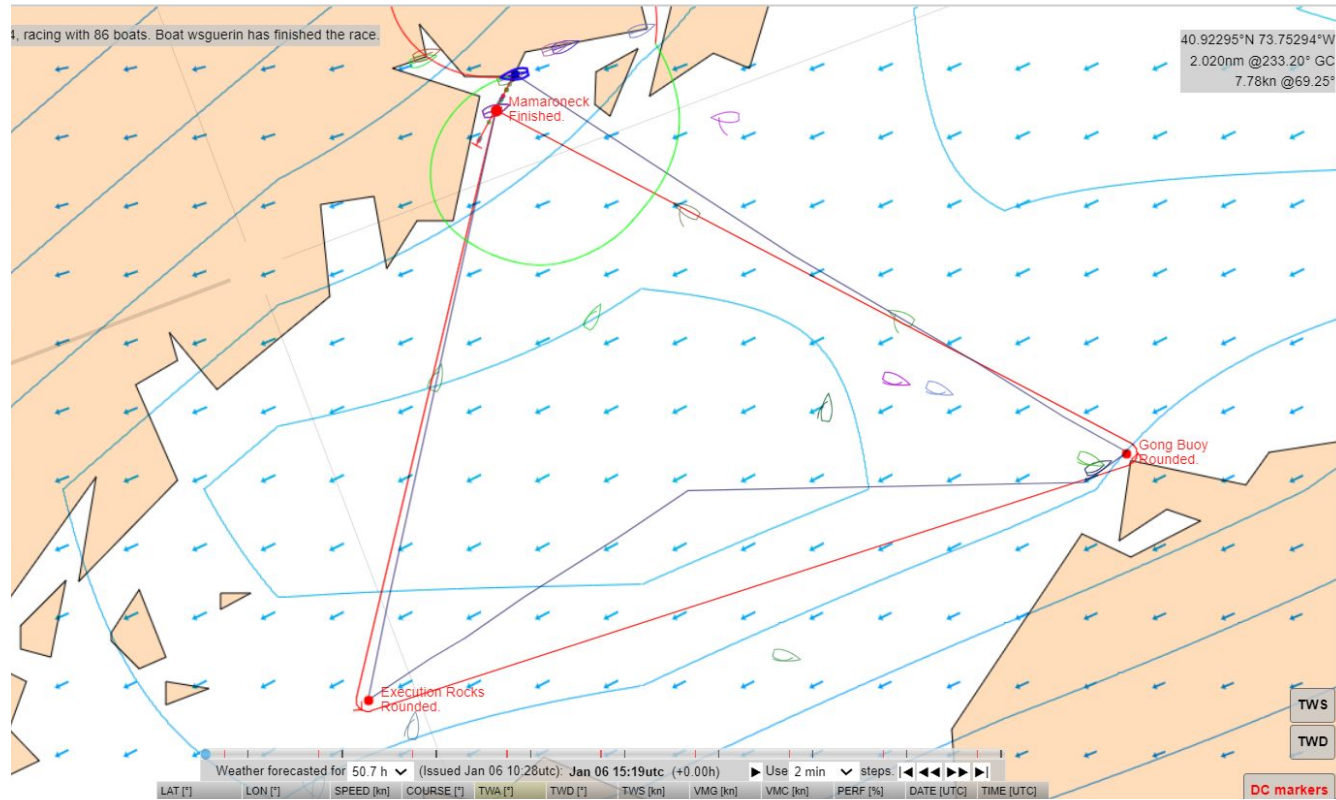 4, racing with 86 boats. Boat wsguerin has finished the race.
40.92295°N 73.75294°W
2.020nm @233.20° GC
7.78kn @69.25°
Mamaroneck
Finished.
Gong Buoy
Rounded.
Execution Rocks
Rounded.
TWS
TWD
Weather forecasted for 50.7 h (Issued Jan 06 10:28utc): Jan 06 15:19utc (+0.00h) Use 2 min steps.
DC markers
LAT [°] LON [°] SPEED [kn] COURSE [°] TWA [°] TWD [°] TWS [kn] VMG [kn] VMC [kn] PERF [%] DATE [UTC] TIME [UTC]